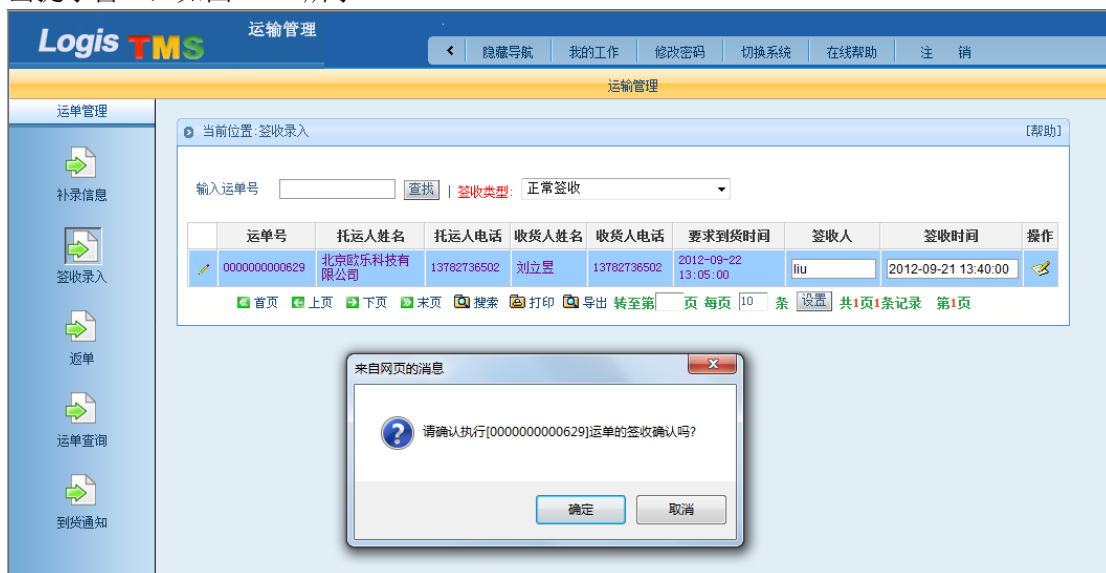 Logis TMS
运输管理
隐藏导航 我的工作 修改密码 切换系统 在线帮助 注 销
运输管理
运单管理
补录信息
签收录入
返单
运单查询
到货通知
当前位置:签收录入 [帮助]
输入运单号 查找 | 签收类型: 正常签收
运单号 托运人姓名 托运人电话 收货人姓名 收货人电话 要求到货时间 签收人 签收时间 操作
0000000000629 北京欧乐科技有限公司 13782736502 刘立昱 13782736502 2012-09-22 13:05:00 liu 2012-09-21 13:40:00
首页 上页 下页 末页 搜索 打印 导出 转至第 页 每页 10 条 设置 共1页1条记录 第1页
来自网页的消息
请确认执行[0000000000629]运单的签收确认吗?
确定 取消